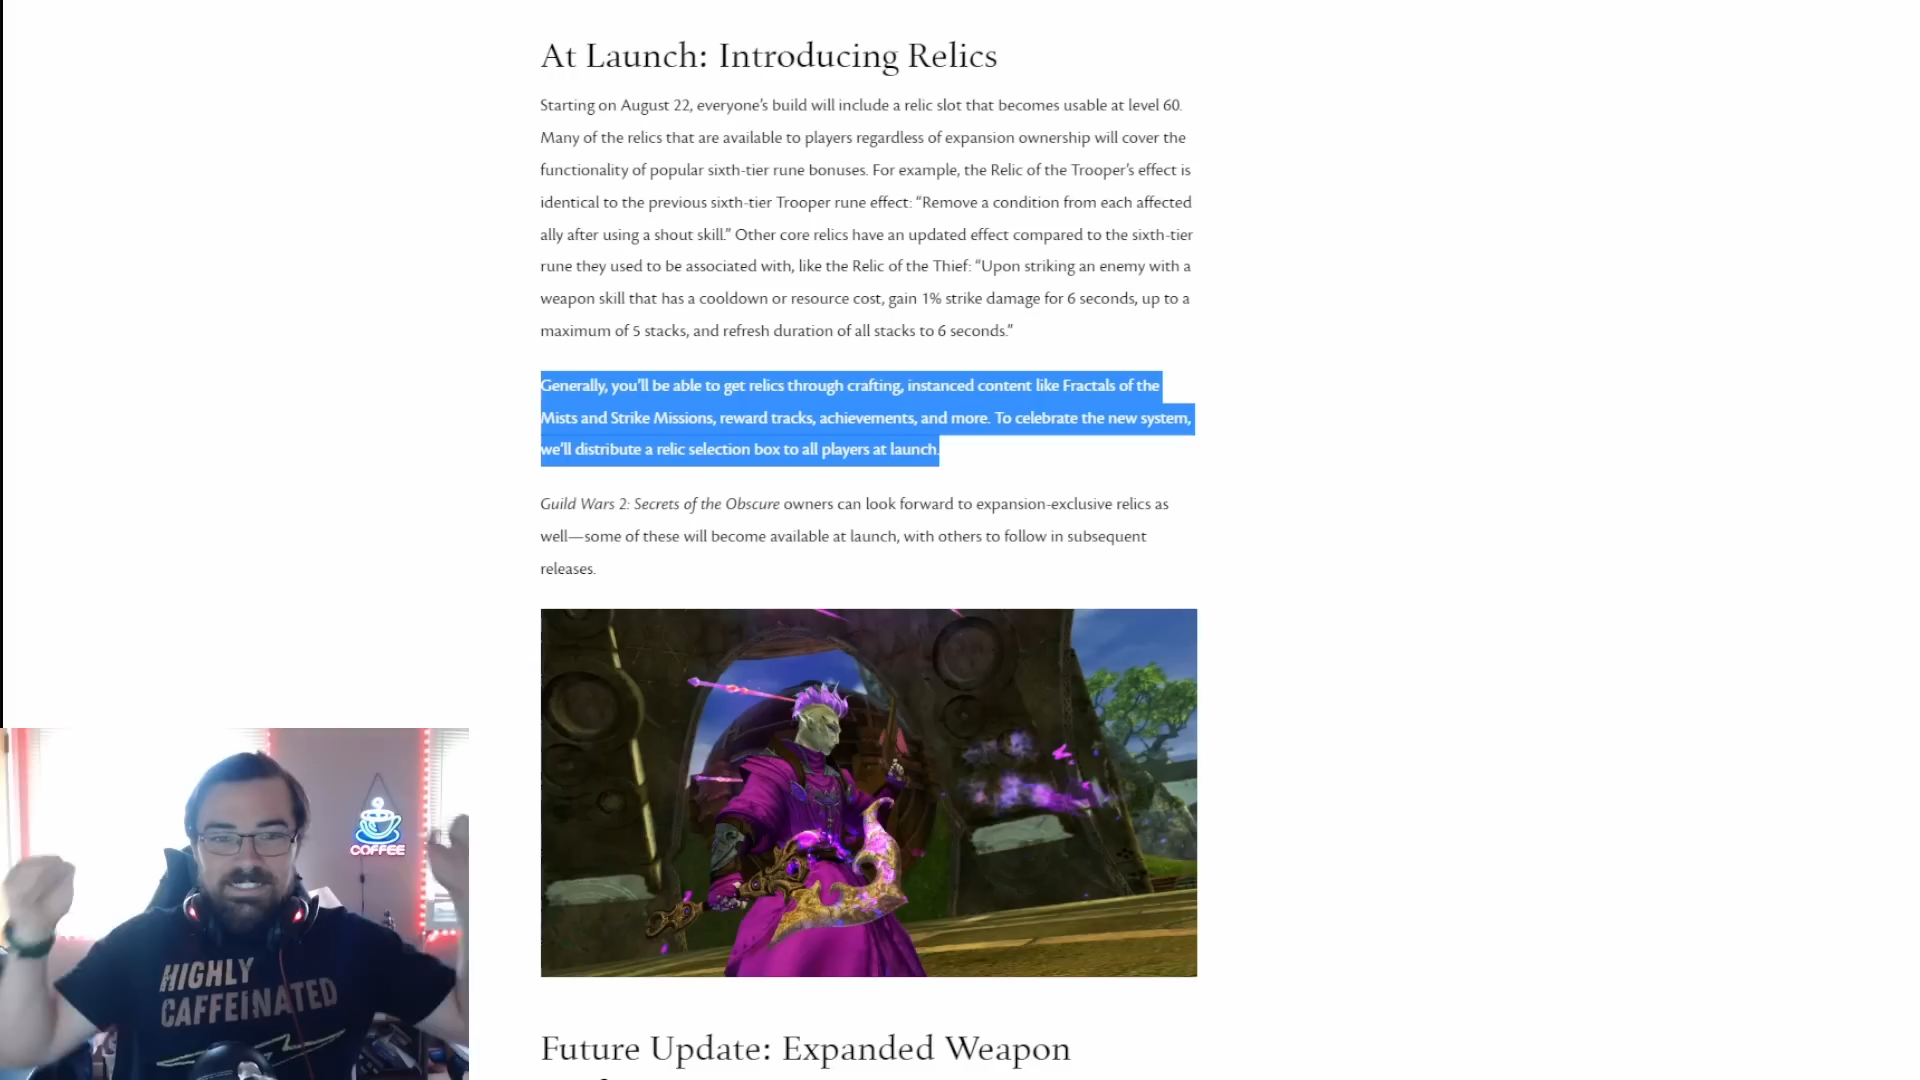 At Launch: Introducing Relics
Starting on August 22, everyone’s build will include a relic slot that becomes usable at level 60.
Many of the relics that are available to players regardless of expansion ownership will cover the
functionality of popular sixth-tier rune bonuses. For example, the Relic of the Trooper’s effect is
identical to the previous sixth-tier Trooper rune effect: “Remove a condition from each affected
ally after using a shout skill.” Other core relics have an updated effect compared to the sixth-tier
rune they used to be associated with, like the Relic of the Thief: “Upon striking an enemy with a
weapon skill that has a cooldown or resource cost, gain 1% strike damage for 6 seconds, up to a
maximum of 5 stacks, and refresh duration of all stacks to 6 seconds.”
Generally, you’ll be able to get relics through crafting, instanced content like Fractals of the
Mists and Strike Missions, reward tracks, achievements, and more. To celebrate the new system,
we’ll distribute a relic selection box to all players at launch.
Guild Wars 2: Secrets of the Obscure owners can look forward to expansion-exclusive relics as
well—some of these will become available at launch, with others to follow in subsequent
releases.
COFFEE
HIGHLY
CAFFEINATED
Future Update: Expanded Weapon